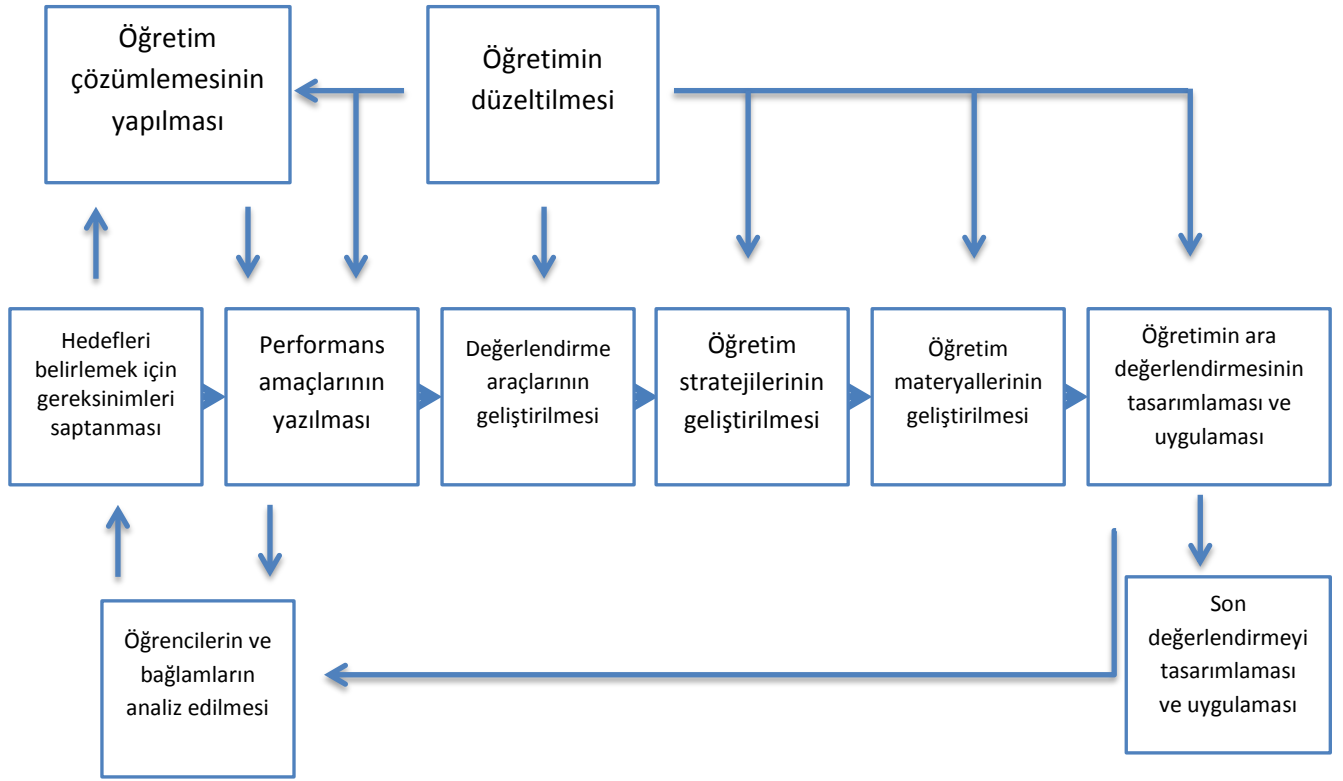 Öğretim
çözümlemesinin
yapılması
Öğretimin
düzeltilmesi
Hedefleri
belirlemek için
gereksinimleri
saptanması
Performans
amaçlarının
yazılması
Değerlendirme
araçlarının
geliştirilmesi
Öğretim
stratejilerinin
geliştirilmesi
Öğretim
materyallerinin
geliştirilmesi
Öğretimin ara
değerlendirmesinin
tasarımlaması ve
uygulaması
Öğrencilerin ve
bağlamların
analiz edilmesi
Son
değerlendirmeyi
tasarımlaması
ve uygulaması